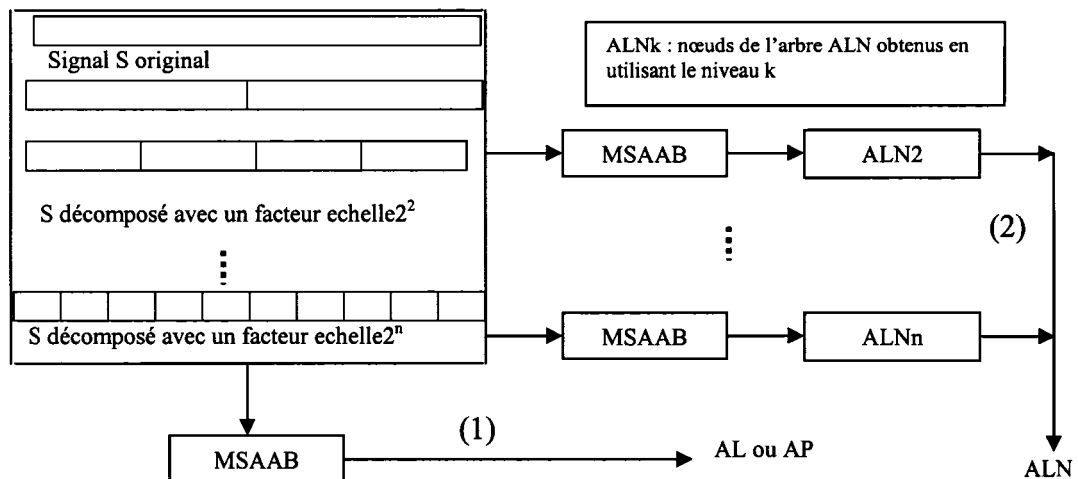 Signal S original
ALNk : nœuds de l'arbre ALN obtenus en
utilisant le niveau k
MSAAB
ALN2
S décomposé avec un facteur echelle2²
(2)
S décomposé avec un facteur echelle2ⁿ
MSAAB
ALNn
(1)
MSAAB
AL ou AP
ALN